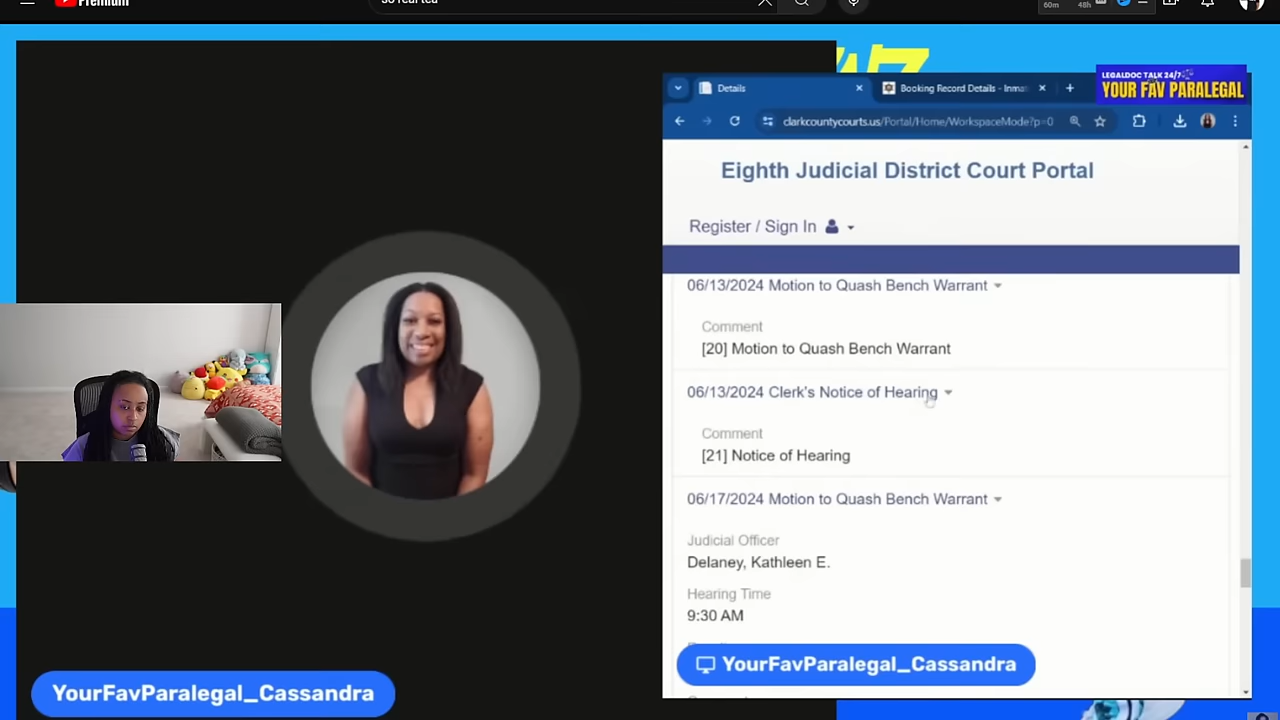 Premium
60m
48h
Details
Booking Record Details - Inma
LEGALDOC TALK 24/7
YOUR FAV PARALEGAL
clarkcountycourts.us/Portal/Home/WorkspaceMode?p=0
Eighth Judicial District Court Portal
Register / Sign In
06/13/2024 Motion to Quash Bench Warrant
Comment
[20] Motion to Quash Bench Warrant
06/13/2024 Clerk's Notice of Hearing
Comment
[21] Notice of Hearing
06/17/2024 Motion to Quash Bench Warrant
Judicial Officer
Delaney, Kathleen E.
Hearing Time
9:30 AM
YourFavParalegal_Cassandra
YourFavParalegal_Cassandra